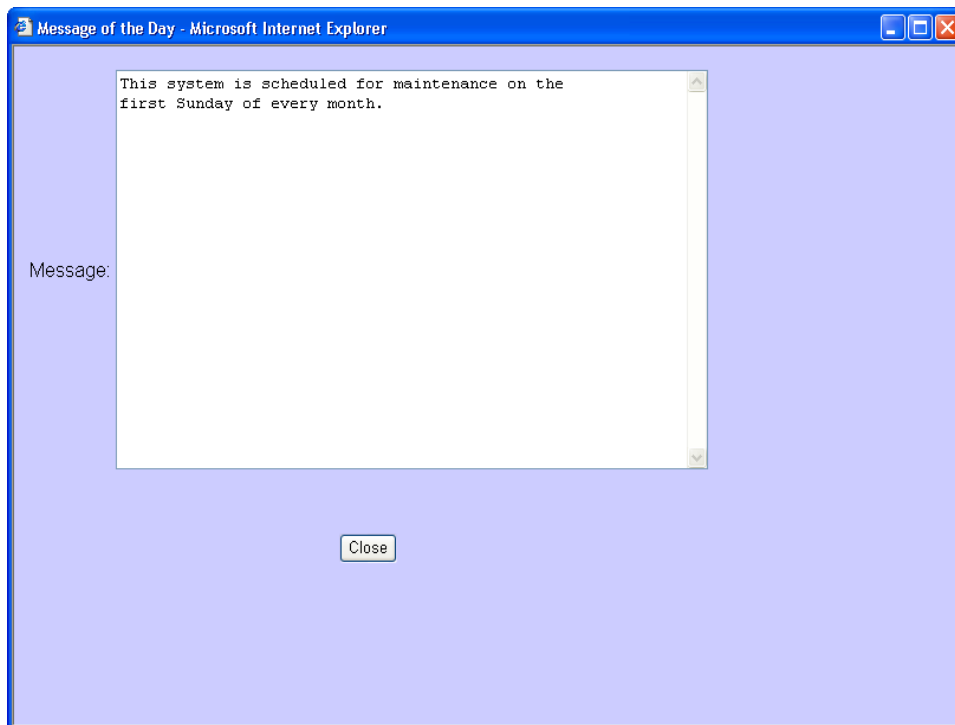 Message of the Day - Microsoft Internet Explorer
This system is scheduled for maintenance on the
first Sunday of every month.
Message:
Close